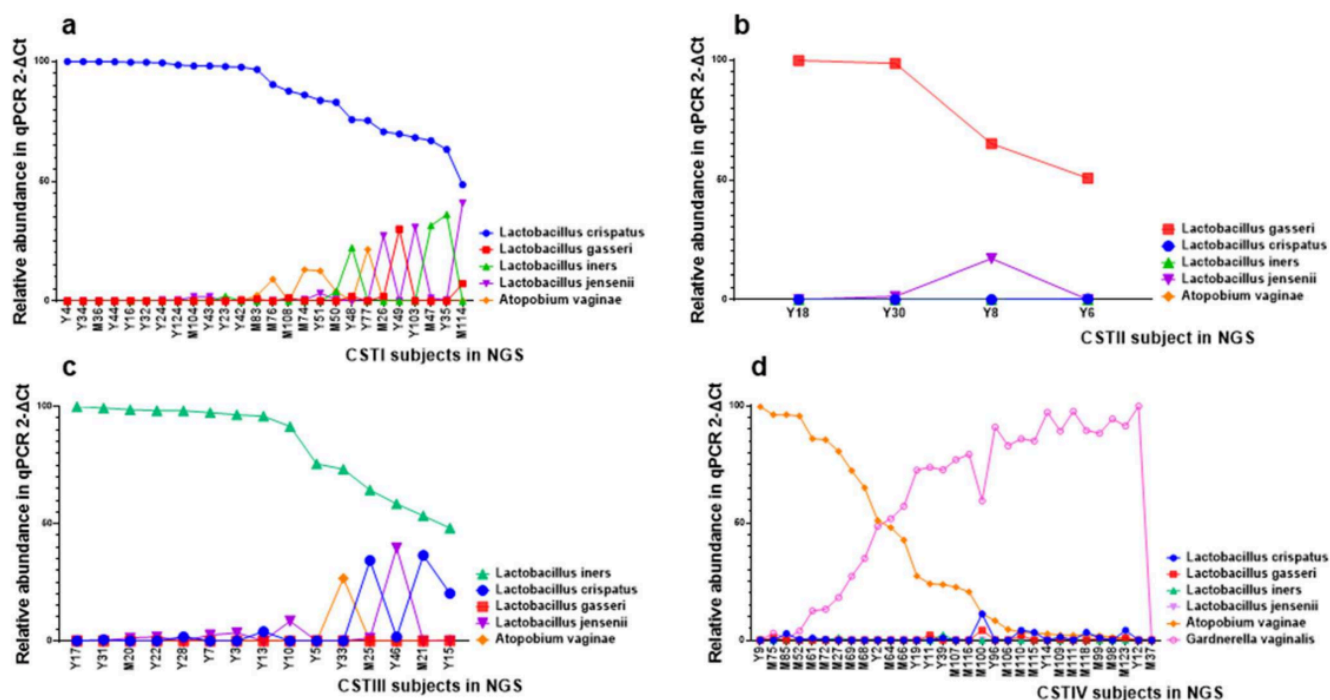 a
Relative abundance in qPCR 2-ΔCt
100
50
0
Y4 Y34 M36 Y44 Y16 Y32 Y24 Y124 M104 Y43 Y23 Y42 M83 M76 M108 M74 Y51 M50 Y48 Y77 M26 Y49 Y103 M47 Y35 M114
CSTI subjects in NGS
Lactobacillus crispatus
Lactobacillus gasseri
Lactobacillus iners
Lactobacillus jensenii
Atopobium vaginae
b
Relative abundance in qPCR 2-ΔCt
100
50
0
Y18 Y30 Y8 Y6
CSTII subject in NGS
Lactobacillus gasseri
Lactobacillus crispatus
Lactobacillus iners
Lactobacillus jensenii
Atopobium vaginae
c
Relative abundance in qPCR 2-ΔCt
100
50
0
Y17 Y31 M20 Y22 Y28 Y7 Y3 Y13 Y10 Y5 Y33 M25 Y46 M21 Y15
CSTIII subjects in NGS
Lactobacillus iners
Lactobacillus crispatus
Lactobacillus gasseri
Lactobacillus jensenii
Atopobium vaginae
d
Relative abundance in qPCR 2-ΔCt
100
50
0
Y9 M75 M85 M52 M61 M72 M27 M69 M68 Y2 M64 M66 Y19 Y11 Y39 M107 M116 M100 Y96 M106 M110 M115 Y14 M109 M111 M118 M99 M98 M123 Y12 M37
CSTIV subjects in NGS
Lactobacillus crispatus
Lactobacillus gasseri
Lactobacillus iners
Lactobacillus jensenii
Atopobium vaginae
Gardnerella vaginalis